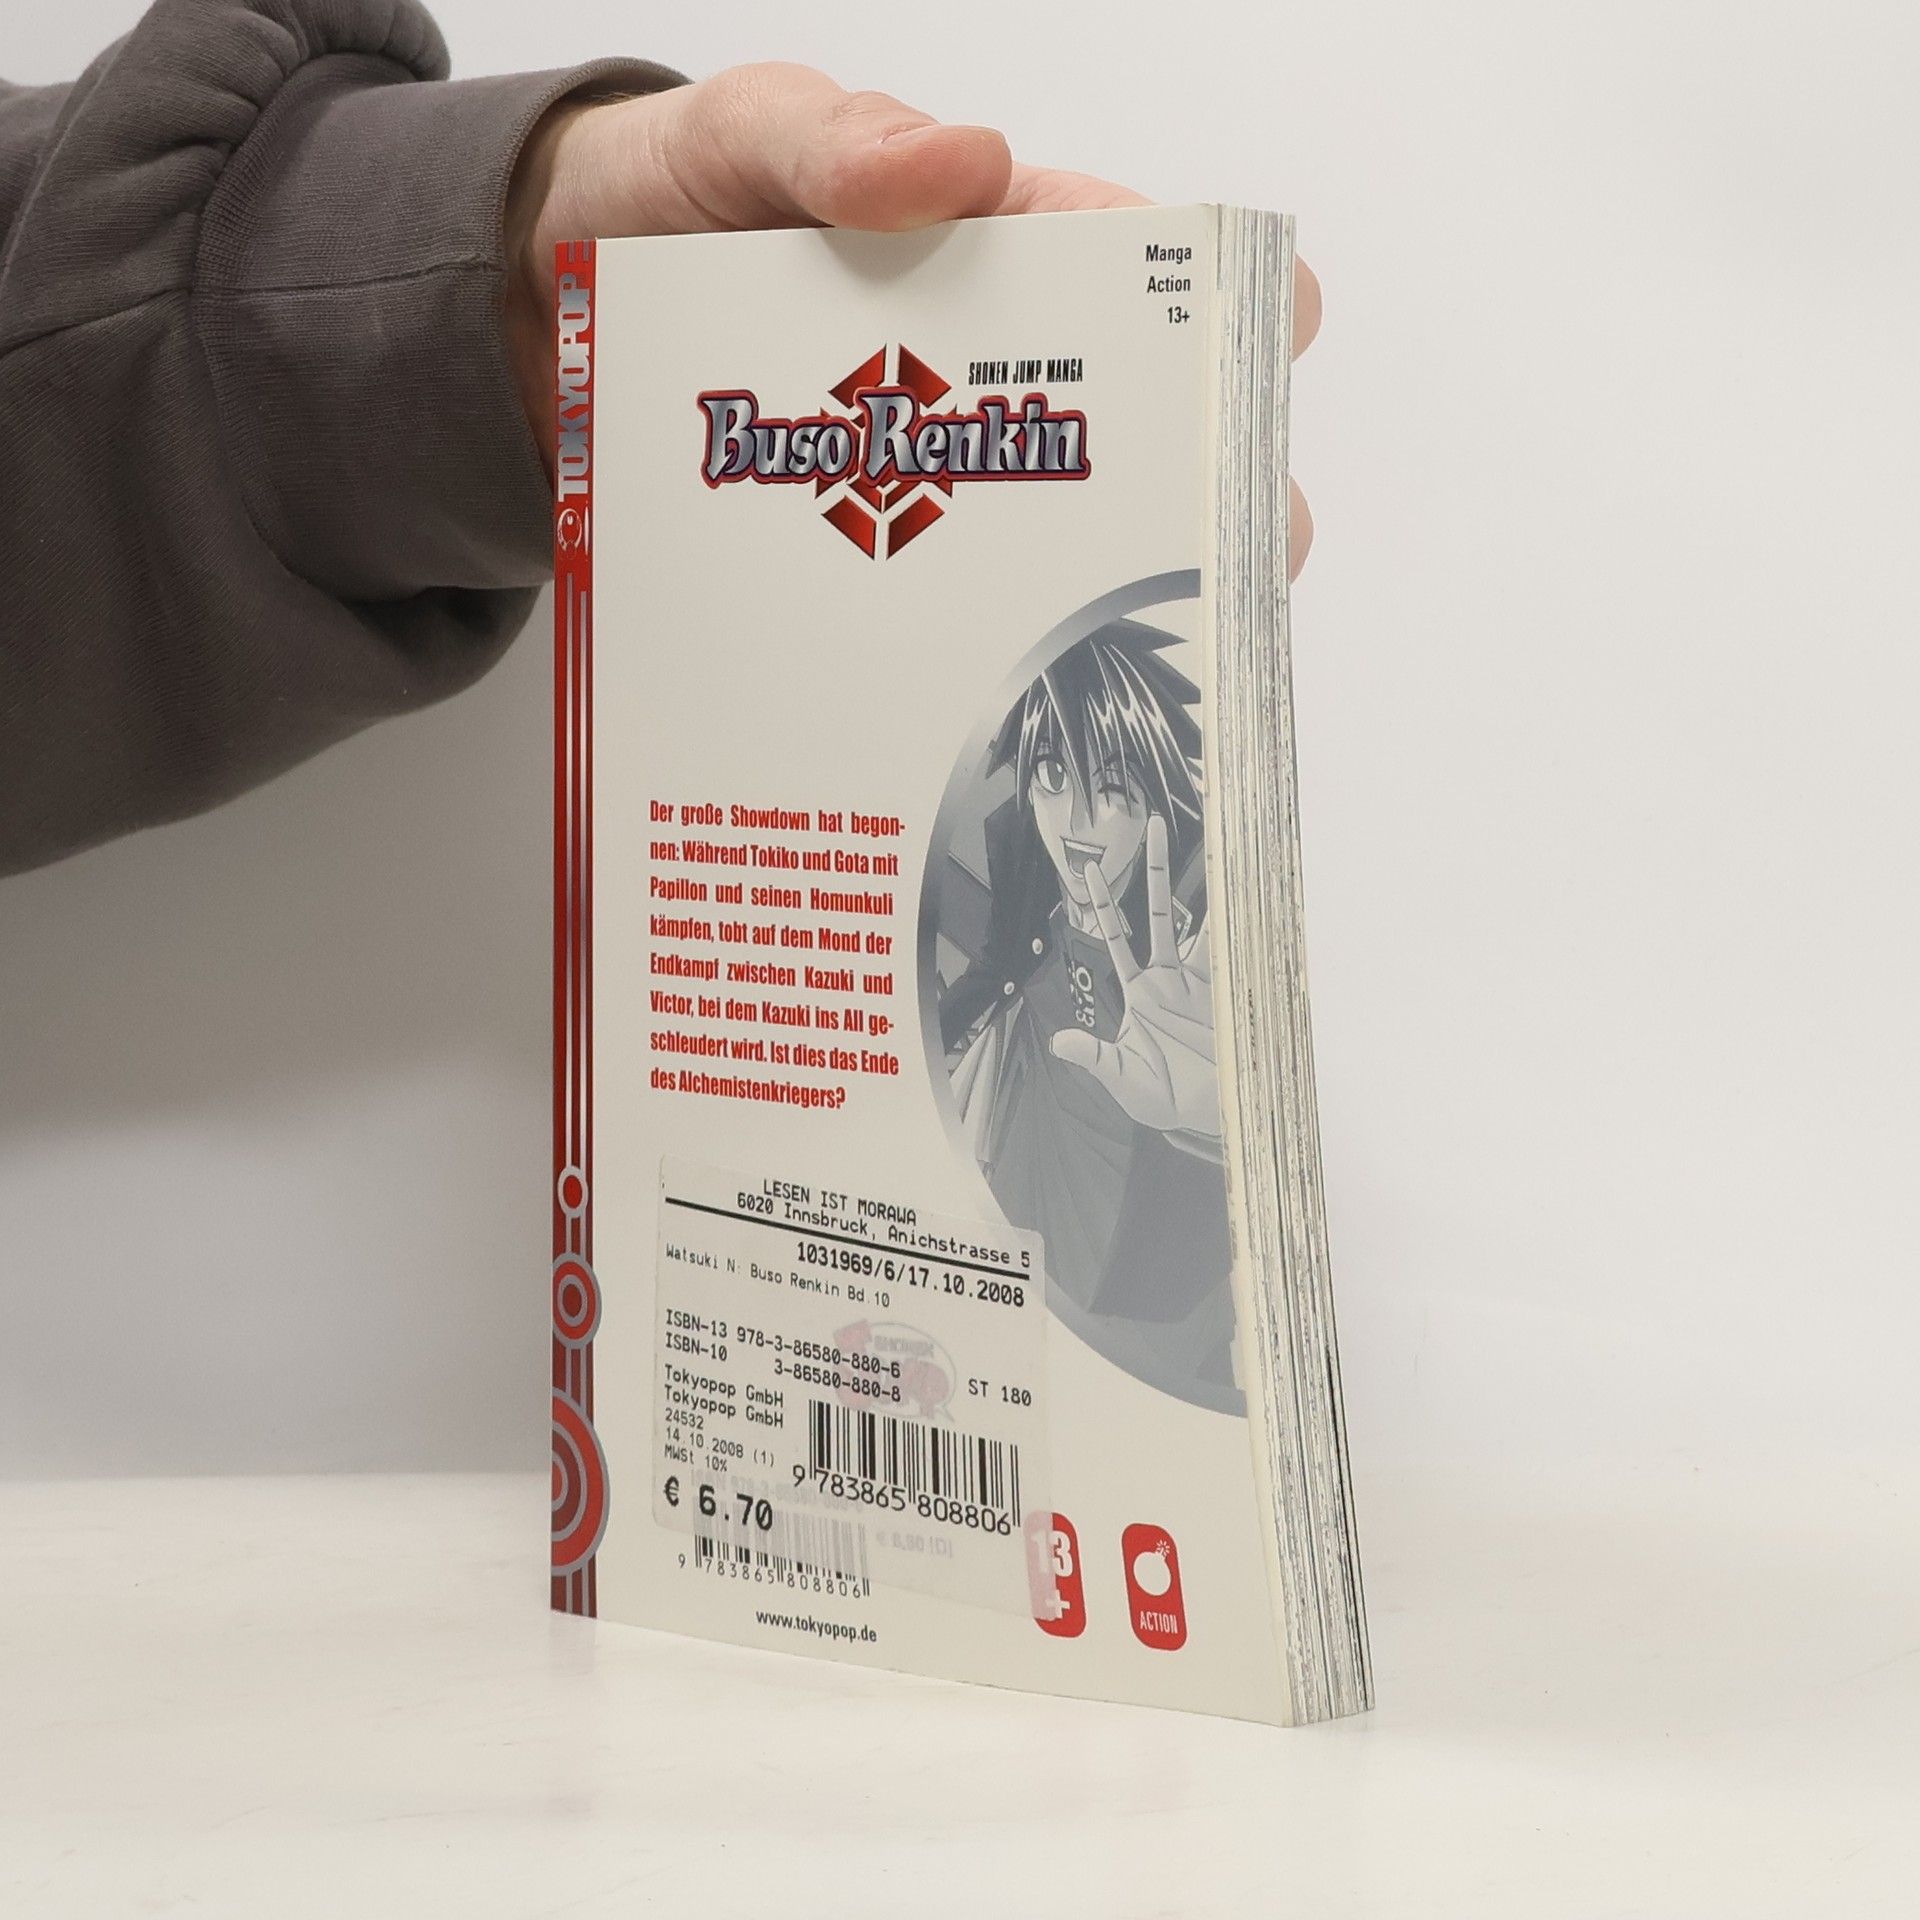 TOKYOPOP
Manga
Action
13+
SHONEN JUMP MANGA
Buso Renkin
Der große Showdown hat begon-
nen: Während Tokiko und Gota mit
Papillon und seinen Homunkuli
kämpfen, tobt auf dem Mond der
Endkampf zwischen Kazuki und
Victor, bei dem Kazuki ins All ge-
schleudert wird. Ist dies das Ende
des Alchemistenkriegers?
LESEN IST MORAWA
6020 Innsbruck, Anichstrasse 5
1031969/6/17.10.2008
Watsuki N: Buso Renkin Bd.10
ISBN-13 978-3-86580-880-6
ISBN-10 3-86580-880-8
ST 180
Tokyopop GmbH
Tokyopop GmbH
24532
14.10.2008 (1)
MWSt 10%
€ 6.70
9 783865 808806
9 783865 808806
13
+
ACTION
www.tokyopop.de